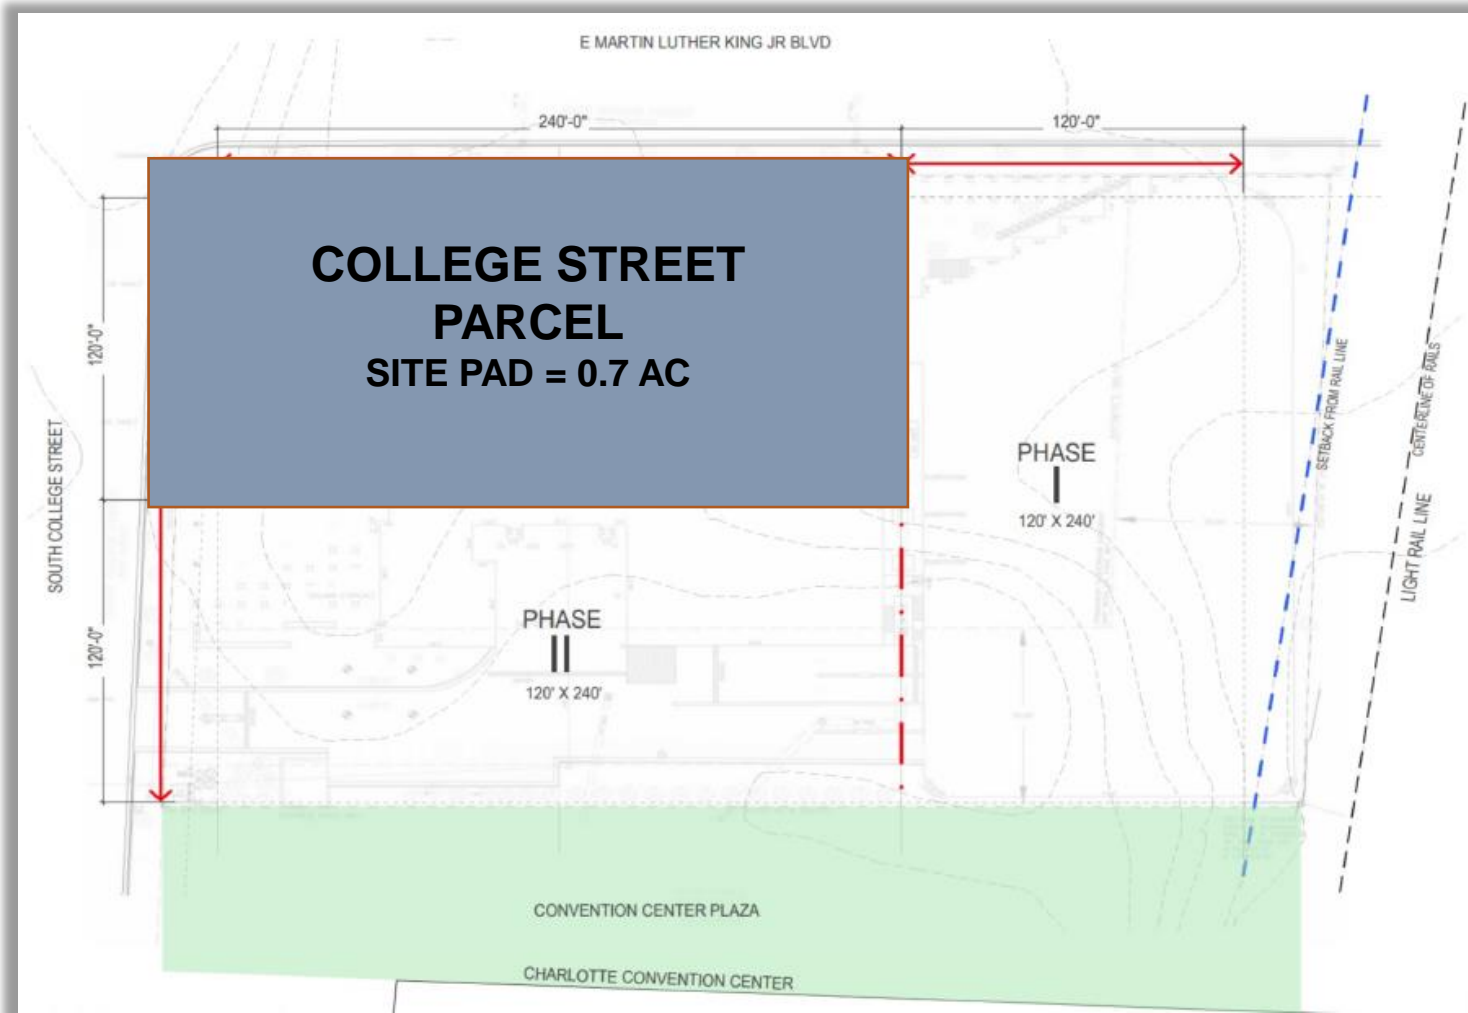 E MARTIN LUTHER KING JR BLVD
240'-0"
120'-0"
COLLEGE STREET
PARCEL
SITE PAD = 0.7 AC
120'-0"
SOUTH COLLEGE STREET
120'-0"
PHASE
I
120' X 240'
PHASE
II
120' X 240'
SETBACK FROM RAIL LINE
CENTERLINE OF RAILS
LIGHT RAIL LINE
CONVENTION CENTER PLAZA
CHARLOTTE CONVENTION CENTER